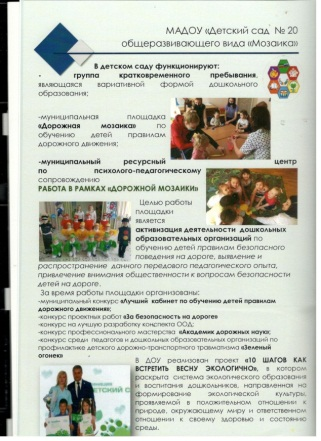 МАДОУ «Детский сад № 20
общеразвивающего вида «Мозаика»
В детском саду функционируют:
- группа кратковременного пребывания,
являющаяся вариативной формой дошкольного
образования;
-муниципальная площадка
«Дорожная мозаика» по
обучению детей правилам
дорожного движения;
-муниципальный ресурсный центр
по психолого-педагогическому
сопровождению
РАБОТА В РАМКАХ «ДОРОЖНОЙ МОЗАИКИ»
Целью работы
площадки
является
активизация деятельности дошкольных
образовательных организаций по
обучению детей правилам безопасного
поведения на дороге, выявление и
распространение данного передового педагогического опыта,
привлечение внимания общественности к вопросам безопасности
детей на дороге.
За время работы площадки организованы:
-муниципальный конкурс «Лучший кабинет по обучению детей правилам
дорожного движения;
-конкурс проектных работ «За безопасность на дороге»
-конкурс на лучшую разработку конспекта ООД;
-конкурс профессионального мастерства «Академик дорожных наук;
-конкурс среди педагогов и дошкольных образовательных организаций по
профилактике детского дорожно-транспортного травматизма «Зеленый
огонек»
В ДОУ реализован проект «10 ШАГОВ КАК
ВСТРЕТИТЬ ВЕСНУ ЭКОЛОГИЧНО», в котором
раскрыта система экологического образования
и воспитания дошкольников, направленная на
формирование экологической культуры,
проявляемой в положительном отношении к
природе, окружающему миру и ответственном
отношении к своему здоровью и состоянию
среды.